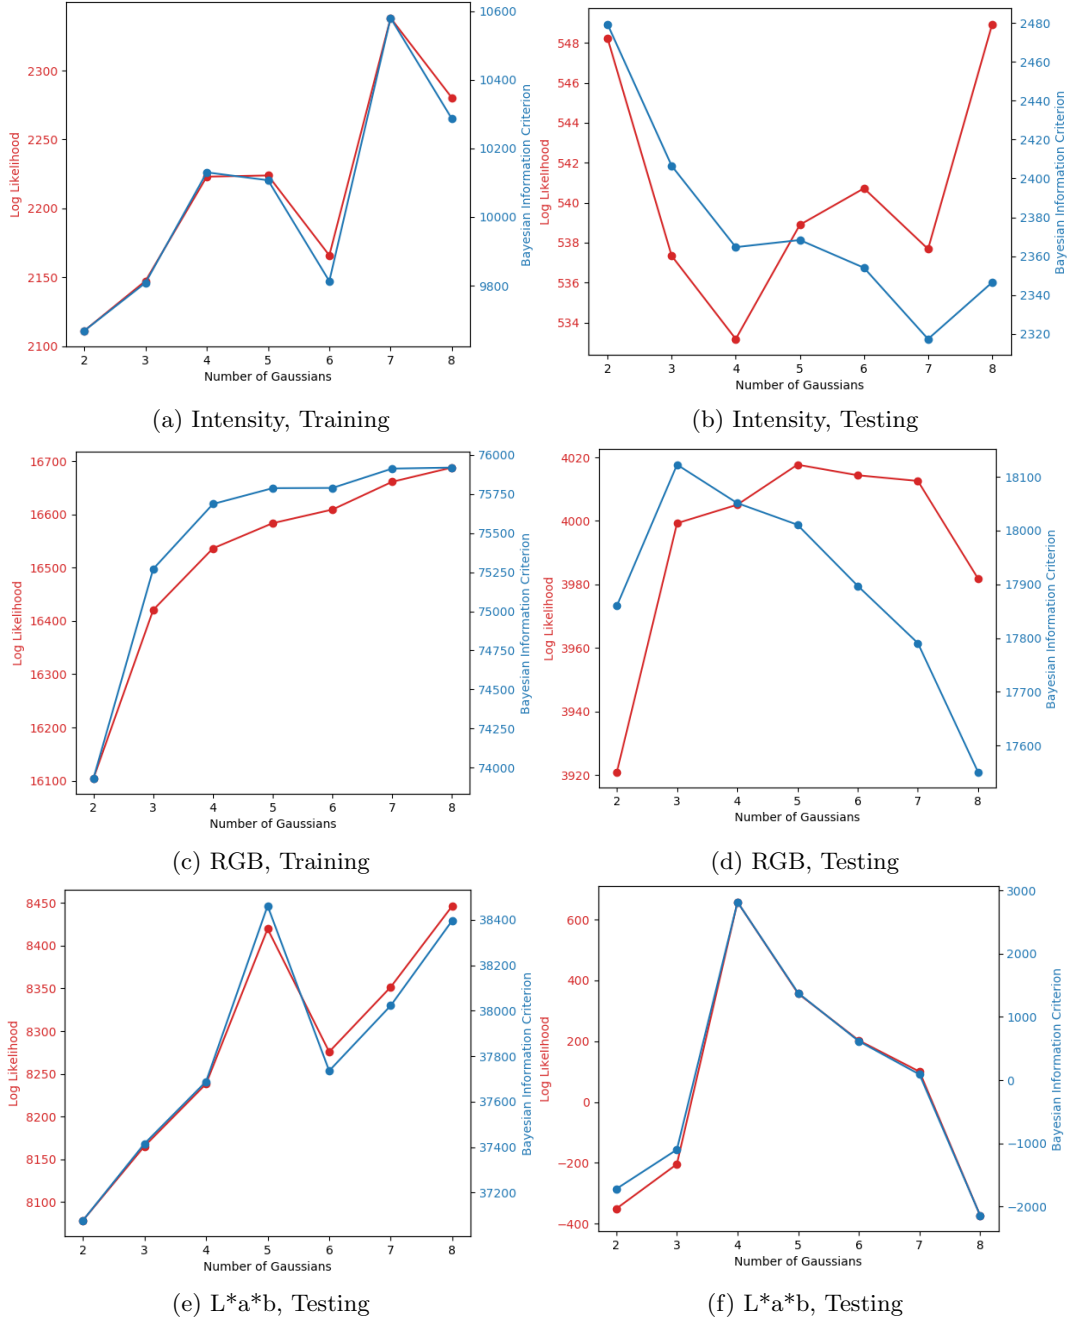 2300
2250
2200
2150
2100
Log Likelihood
10600
10400
10200
10000
9800
Bayesian Information Criterion
2 3 4 5 6 7 8
Number of Gaussians
(a) Intensity, Training
548
546
544
542
540
538
536
534
Log Likelihood
2480
2460
2440
2420
2400
2380
2360
2340
2320
Bayesian Information Criterion
2 3 4 5 6 7 8
Number of Gaussians
(b) Intensity, Testing
16700
16600
16500
16400
16300
16200
16100
Log Likelihood
76000
75750
75500
75250
75000
74750
74500
74250
74000
Bayesian Information Criterion
2 3 4 5 6 7 8
Number of Gaussians
(c) RGB, Training
4020
4000
3980
3960
3940
3920
Log Likelihood
18100
18000
17900
17800
17700
17600
Bayesian Information Criterion
2 3 4 5 6 7 8
Number of Gaussians
(d) RGB, Testing
8450
8400
8350
8300
8250
8200
8150
8100
Log Likelihood
38400
38200
38000
37800
37600
37400
37200
Bayesian Information Criterion
2 3 4 5 6 7 8
Number of Gaussians
(e) L*a*b, Testing
600
400
200
0
−200
−400
Log Likelihood
3000
2000
1000
0
−1000
−2000
Bayesian Information Criterion
2 3 4 5 6 7 8
Number of Gaussians
(f) L*a*b, Testing